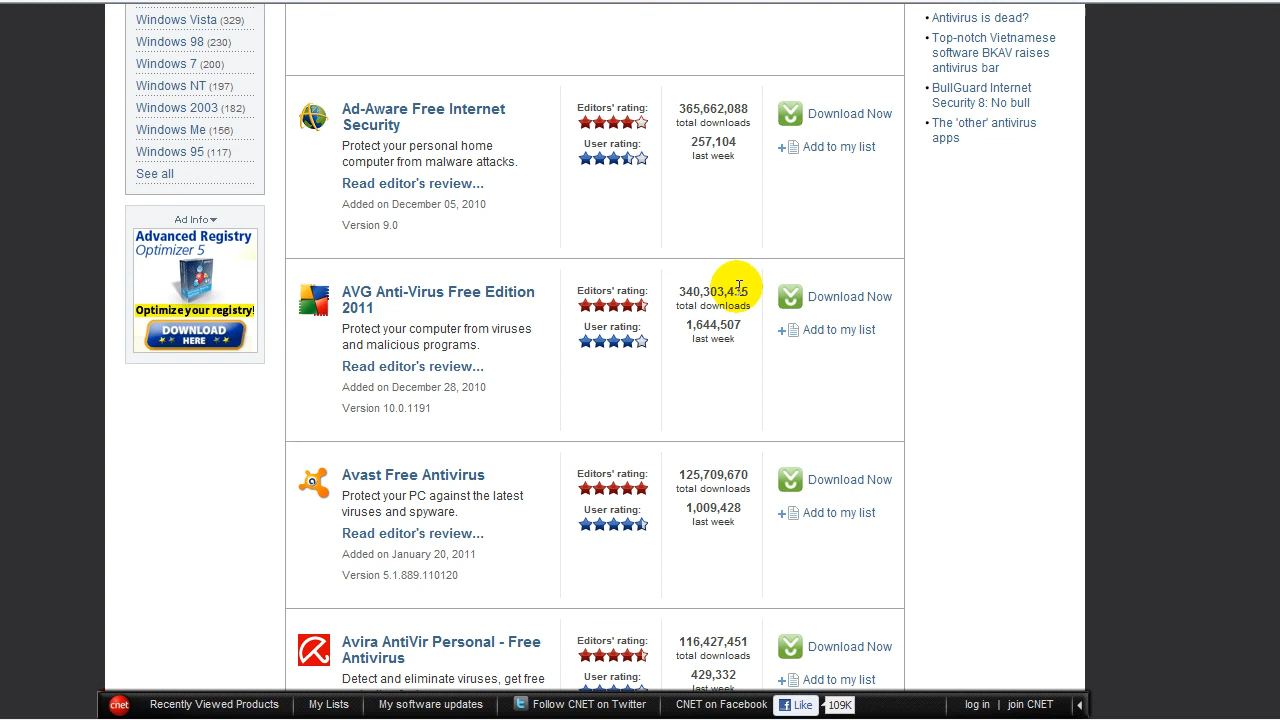 Windows Vista (329)
Windows 98 (230)
Windows 7 (200)
Windows NT (197)
Windows 2003 (182)
Windows Me (156)
Windows 95 (117)
See all
Ad Info
Advanced Registry
Optimizer 5
Optimize your registry!
DOWNLOAD
HERE
Ad-Aware Free Internet
Security
Protect your personal home
computer from malware attacks.
Read editor's review...
Added on December 05, 2010
Version 9.0
Editors' rating:
User rating:
365,662,088
total downloads
257,104
last week
Download Now
Add to my list
AVG Anti-Virus Free Edition
2011
Protect your computer from viruses
and malicious programs.
Read editor's review...
Added on December 28, 2010
Version 10.0.1191
Editors' rating:
User rating:
340,303,435
total downloads
1,644,507
last week
Download Now
Add to my list
Avast Free Antivirus
Protect your PC against the latest
viruses and spyware.
Read editor's review...
Added on January 20, 2011
Version 5.1.889.110120
Editors' rating:
User rating:
125,709,670
total downloads
1,009,428
last week
Download Now
Add to my list
Avira AntiVir Personal - Free
Antivirus
Detect and eliminate viruses, get free
Editors' rating:
User rating:
116,427,451
total downloads
429,332
last week
Download Now
Add to my list
Antivirus is dead?
Top-notch Vietnamese
software BKAV raises
antivirus bar
BullGuard Internet
Security 8: No bull
The 'other' antivirus
apps
cnet
Recently Viewed Products
My Lists
My software updates
Follow CNET on Twitter
CNET on Facebook
Like
109K
log in | join CNET